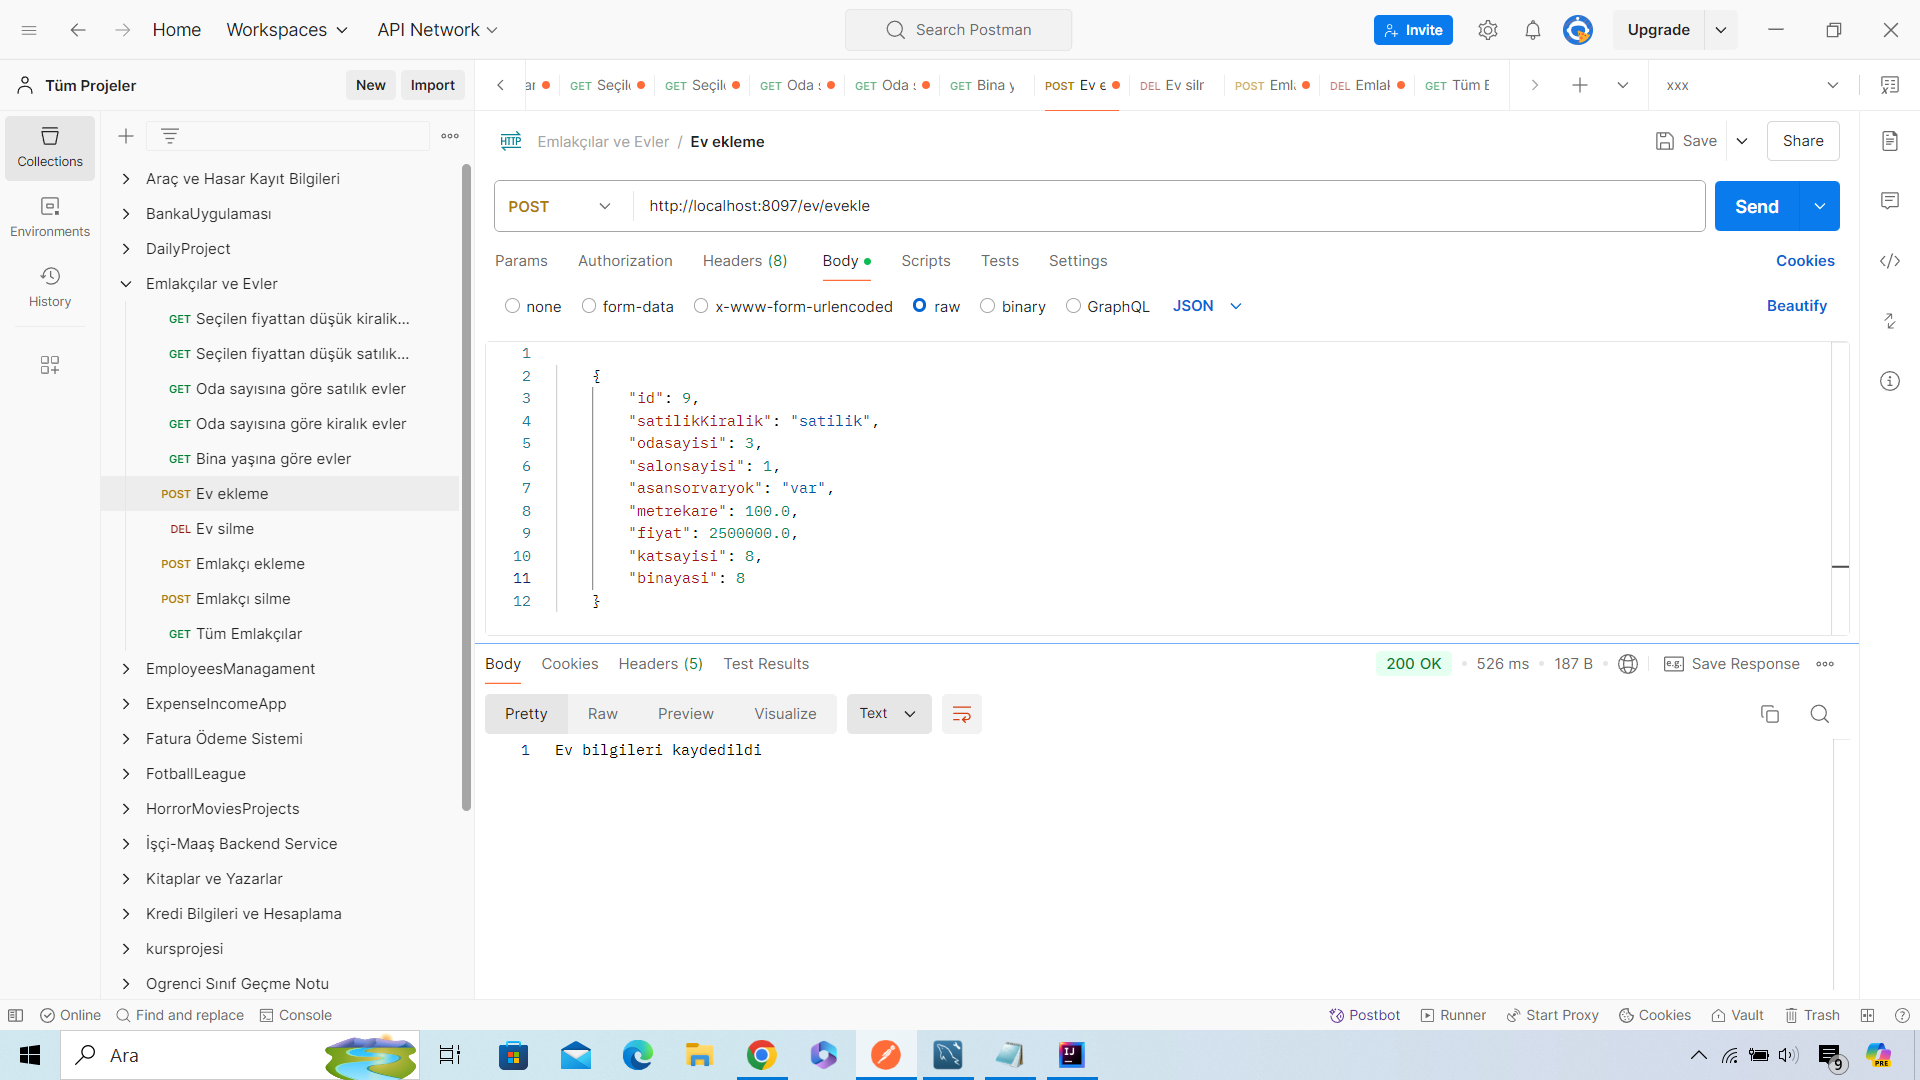 Home
Workspaces
API Network
Search Postman
Invite
Upgrade
Tüm Projeler
New
Import
GET Seçil
GET Seçil
GET Oda
GET Oda
GET Bina y
POST Ev e
DEL Ev silr
POST Eml
DEL Emlak
GET Tüm E
xxx
Collections
Environments
History
Araç ve Hasar Kayıt Bilgileri
BankaUygulaması
DailyProject
Emlakçılar ve Evler
GET Seçilen fiyattan düşük kiralik...
GET Seçilen fiyattan düşük satılık...
GET Oda sayısına göre satılık evler
GET Oda sayısına göre kiralık evler
GET Bina yaşına göre evler
POST Ev ekleme
DEL Ev silme
POST Emlakçı ekleme
POST Emlakçı silme
GET Tüm Emlakçılar
EmployeesManagament
ExpenseIncomeApp
Fatura Ödeme Sistemi
FotballLeague
HorrorMoviesProjects
İşçi-Maaş Backend Service
Kitaplar ve Yazarlar
Kredi Bilgileri ve Hesaplama
kursprojesi
Ogrenci Sınıf Geçme Notu
HTTP Emlakçılar ve Evler / Ev ekleme
Save
Share
POST
http://localhost:8097/ev/evekle
Send
Params
Authorization
Headers (8)
Body
Scripts
Tests
Settings
Cookies
none
form-data
x-www-form-urlencoded
raw
binary
GraphQL
JSON
Beautify
1
2 {
3 "id": 9,
4 "satilikKiralik": "satilik",
5 "odasayisi": 3,
6 "salonsayisi": 1,
7 "asansorvaryok": "var",
8 "metrekare": 100.0,
9 "fiyat": 2500000.0,
10 "katsayisi": 8,
11 "binayasi": 8
12 }
Body
Cookies
Headers (5)
Test Results
200 OK
526 ms
187 B
e.g. Save Response
Pretty
Raw
Preview
Visualize
Text
1 Ev bilgileri kaydedildi
Online
Find and replace
Console
Postbot
Runner
Start Proxy
Cookies
Vault
Trash
Ara
IJ
9
PRE